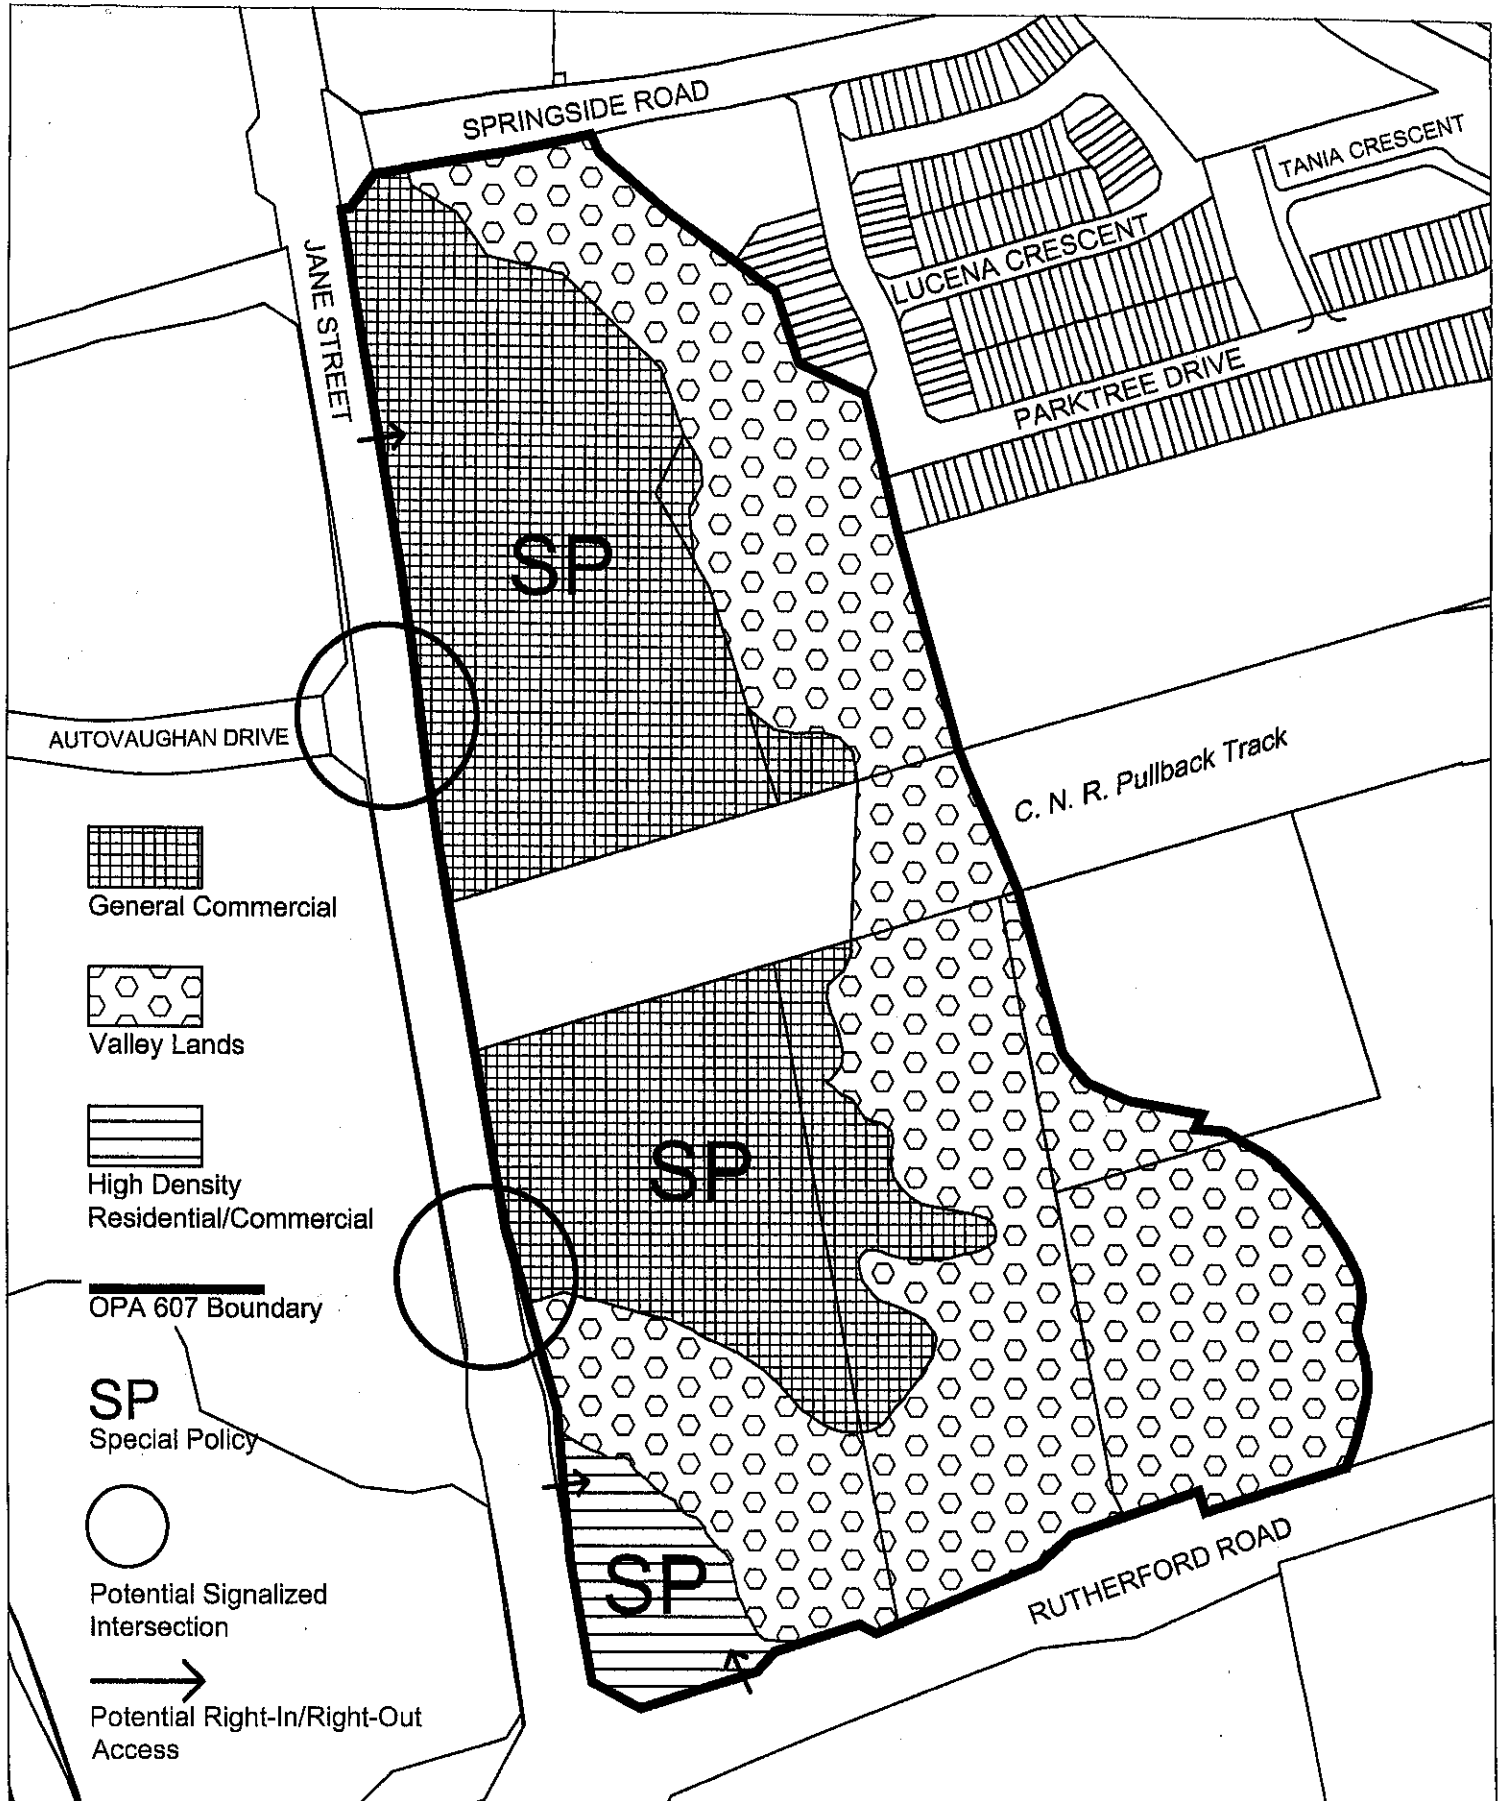 SPRINGSIDE ROAD
TANIA CRESCENT
LUCENA CRESCENT
JANE STREET
PARKTREE DRIVE
SP
AUTOVAUGHAN DRIVE
C. N. R. Pullback Track
General Commercial
Valley Lands
SP
High Density
Residential/Commercial
OPA 607 Boundary
SP
Special Policy
SP
Potential Signalized
Intersection
RUTHERFORD ROAD
Potential Right-In/Right-Out
Access